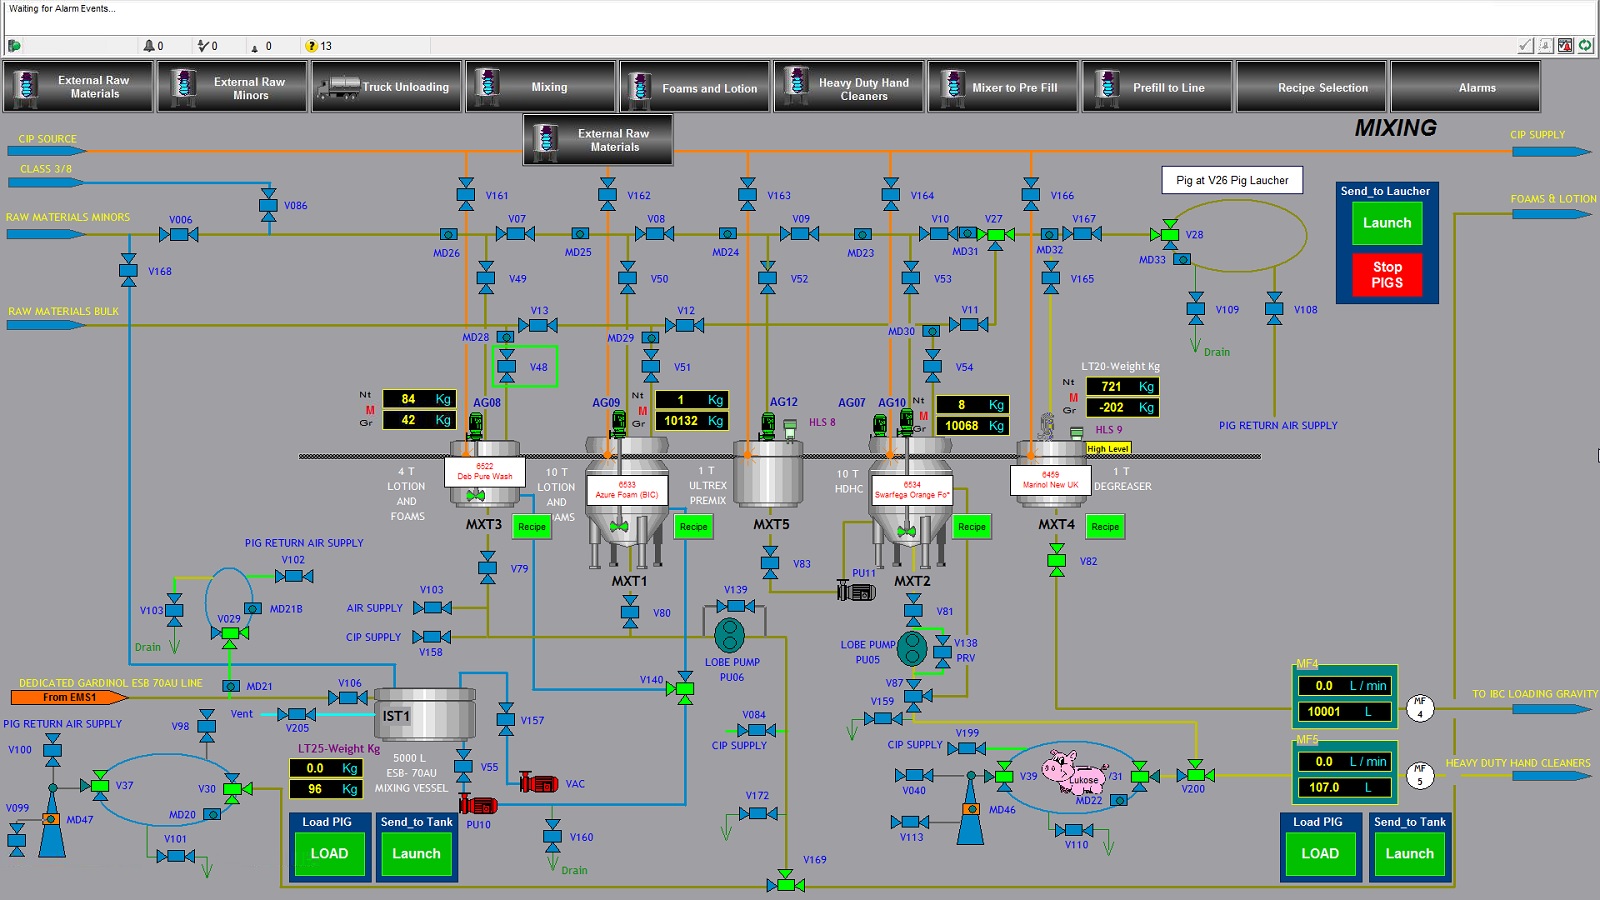 Waiting for Alarm Events...
0
0
0
13
External Raw
Materials
External Raw
Minors
Truck Unloading
Mixing
Foams and Lotion
Heavy Duty Hand
Cleaners
Mixer to Pre Fill
Prefill to Line
Recipe Selection
Alarms
External Raw
Materials
MIXING
CIP SOURCE
CIP SUPPLY
CLASS 3/8
Pig at V26 Pig Laucher
Send_to Laucher
Launch
Stop
PIGS
V161
V162
V163
V164
V166
V086
FOAMS & LOTION
RAW MATERIALS MINORS
V006
V07
V08
V09
V10
V27
V167
V28
MD26
MD25
MD24
MD23
MD31
MD32
MD33
V168
V49
V50
V52
V53
V165
V109
V108
RAW MATERIALS BULK
V13
V12
V11
MD28
MD29
MD30
Drain
V48
V51
V54
LT20-Weight Kg
Nt
M
Gr
84 Kg
42 Kg
AG08
AG09
Nt
M
Gr
1 Kg
10132 Kg
AG12
HLS 8
AG07
AG10
Nt
M
Gr
8 Kg
10068 Kg
Nt
M
Gr
721 Kg
-202 Kg
HLS 9
High Level
PIG RETURN AIR SUPPLY
4 T
LOTION
AND
FOAMS
6522
Deb Pure Wash
MXT3
Recipe
10 T
LOTION
AND
AMS
6533
Azure Foam (BIC)
MXT1
Recipe
1 T
ULTREX
PREMIX
MXT5
10 T
HDHC
6534
Swarfega Orange Po*
MXT2
Recipe
6459
Marinol New UK
MXT4
1 T
DEGREASER
Recipe
PIG RETURN AIR SUPPLY
V102
V79
V83
PU11
V82
V103
V029
MD21B
Drain
AIR SUPPLY
V103
CIP SUPPLY
V158
V80
V139
LOBE PUMP
PU06
V81
LOBE PUMP
PU05
V138
PRV
V87
V159
DEDICATED GARDINOL ESB 70AU LINE
From EMS1
MD21
V106
V140
IST1
Vent
V205
V157
V084
CIP SUPPLY
PIG RETURN AIR SUPPLY
V100
V98
LT25-Weight Kg
0.0 Kg
96 Kg
5000 L
ESB- 70AU
MIXING VESSEL
V55
VAC
PU10
V37
V30
V099
MD47
MD20
V101
Load PIG
LOAD
Send_to Tank
Launch
V160
Drain
V172
V169
CIP SUPPLY
V199
V040
V39
Lukose
/31
MD22
V200
MD46
V113
V110
MF4
0.0 L / min
10001 L
MF
4
TO IBC LOADING GRAVITY
MF5
0.0 L / min
107.0 L
MF
5
HEAVY DUTY HAND CLEANERS
Load PIG
LOAD
Send_to Tank
Launch